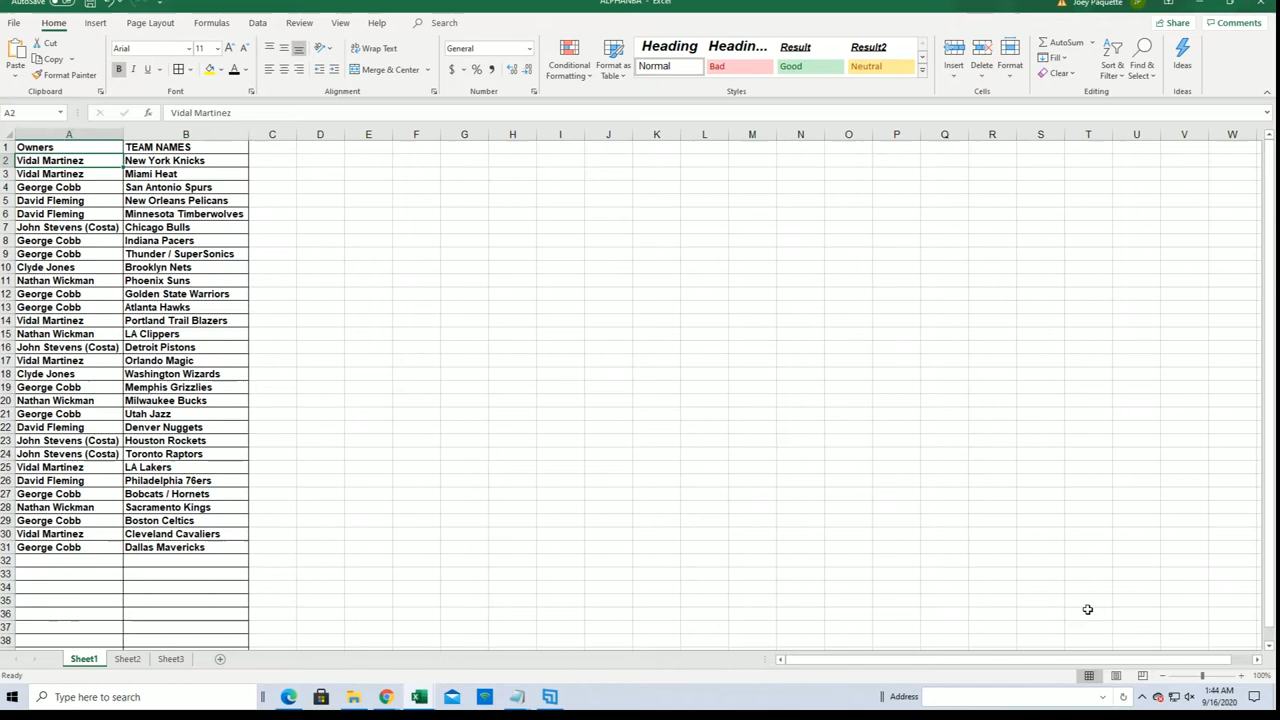 AutoSave Off ALPHANBA - Excel Joey Paquette JP
File Home Insert Page Layout Formulas Data Review View Help Search Share Comments
Paste Cut Copy Format Painter Clipboard
Arial 11 A A B I U A Font
Wrap Text Merge & Center Alignment
General $ % , Number
Conditional Formatting Format as Table
Heading Headin... Result Result2
Normal Bad Good Neutral
Styles
Insert Delete Format Cells
AutoSum Fill Clear Sort & Filter Find & Select Editing
Ideas Ideas
A2 fx Vidal Martinez
A B C D E F G H I J K L M N O P Q R S T U V W
1 Owners TEAM NAMES
2 Vidal Martinez New York Knicks
3 Vidal Martinez Miami Heat
4 George Cobb San Antonio Spurs
5 David Fleming New Orleans Pelicans
6 David Fleming Minnesota Timberwolves
7 John Stevens (Costa) Chicago Bulls
8 George Cobb Indiana Pacers
9 George Cobb Thunder / SuperSonics
10 Clyde Jones Brooklyn Nets
11 Nathan Wickman Phoenix Suns
12 George Cobb Golden State Warriors
13 George Cobb Atlanta Hawks
14 Vidal Martinez Portland Trail Blazers
15 Nathan Wickman LA Clippers
16 John Stevens (Costa) Detroit Pistons
17 Vidal Martinez Orlando Magic
18 Clyde Jones Washington Wizards
19 George Cobb Memphis Grizzlies
20 Nathan Wickman Milwaukee Bucks
21 George Cobb Utah Jazz
22 David Fleming Denver Nuggets
23 John Stevens (Costa) Houston Rockets
24 John Stevens (Costa) Toronto Raptors
25 Vidal Martinez LA Lakers
26 David Fleming Philadelphia 76ers
27 George Cobb Bobcats / Hornets
28 Nathan Wickman Sacramento Kings
29 George Cobb Boston Celtics
30 Vidal Martinez Cleveland Cavaliers
31 George Cobb Dallas Mavericks
32
33
34
35
36
37
38
Sheet1 Sheet2 Sheet3
Ready 100%
Type here to search Address 1:44 AM
9/16/2020